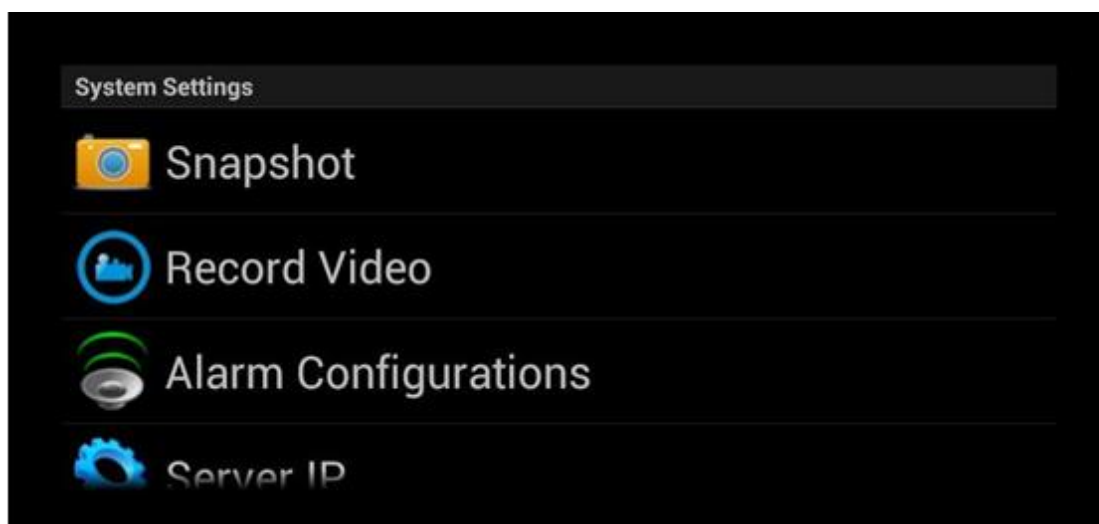 System Settings
Snapshot
Record Video
Alarm Configurations
Server IP